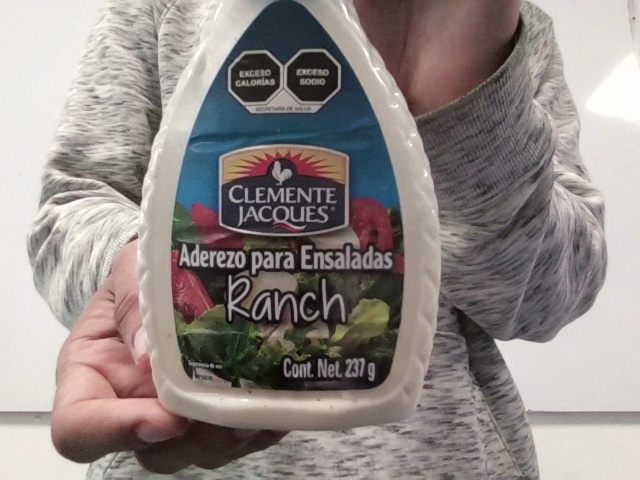 EXCESO CALORÍAS
EXCESO SODIO
SECRETARÍA DE SALUD
CLEMENTE
JACQUES®
Aderezo para Ensaladas
Ranch
Cont. Net. 237 g